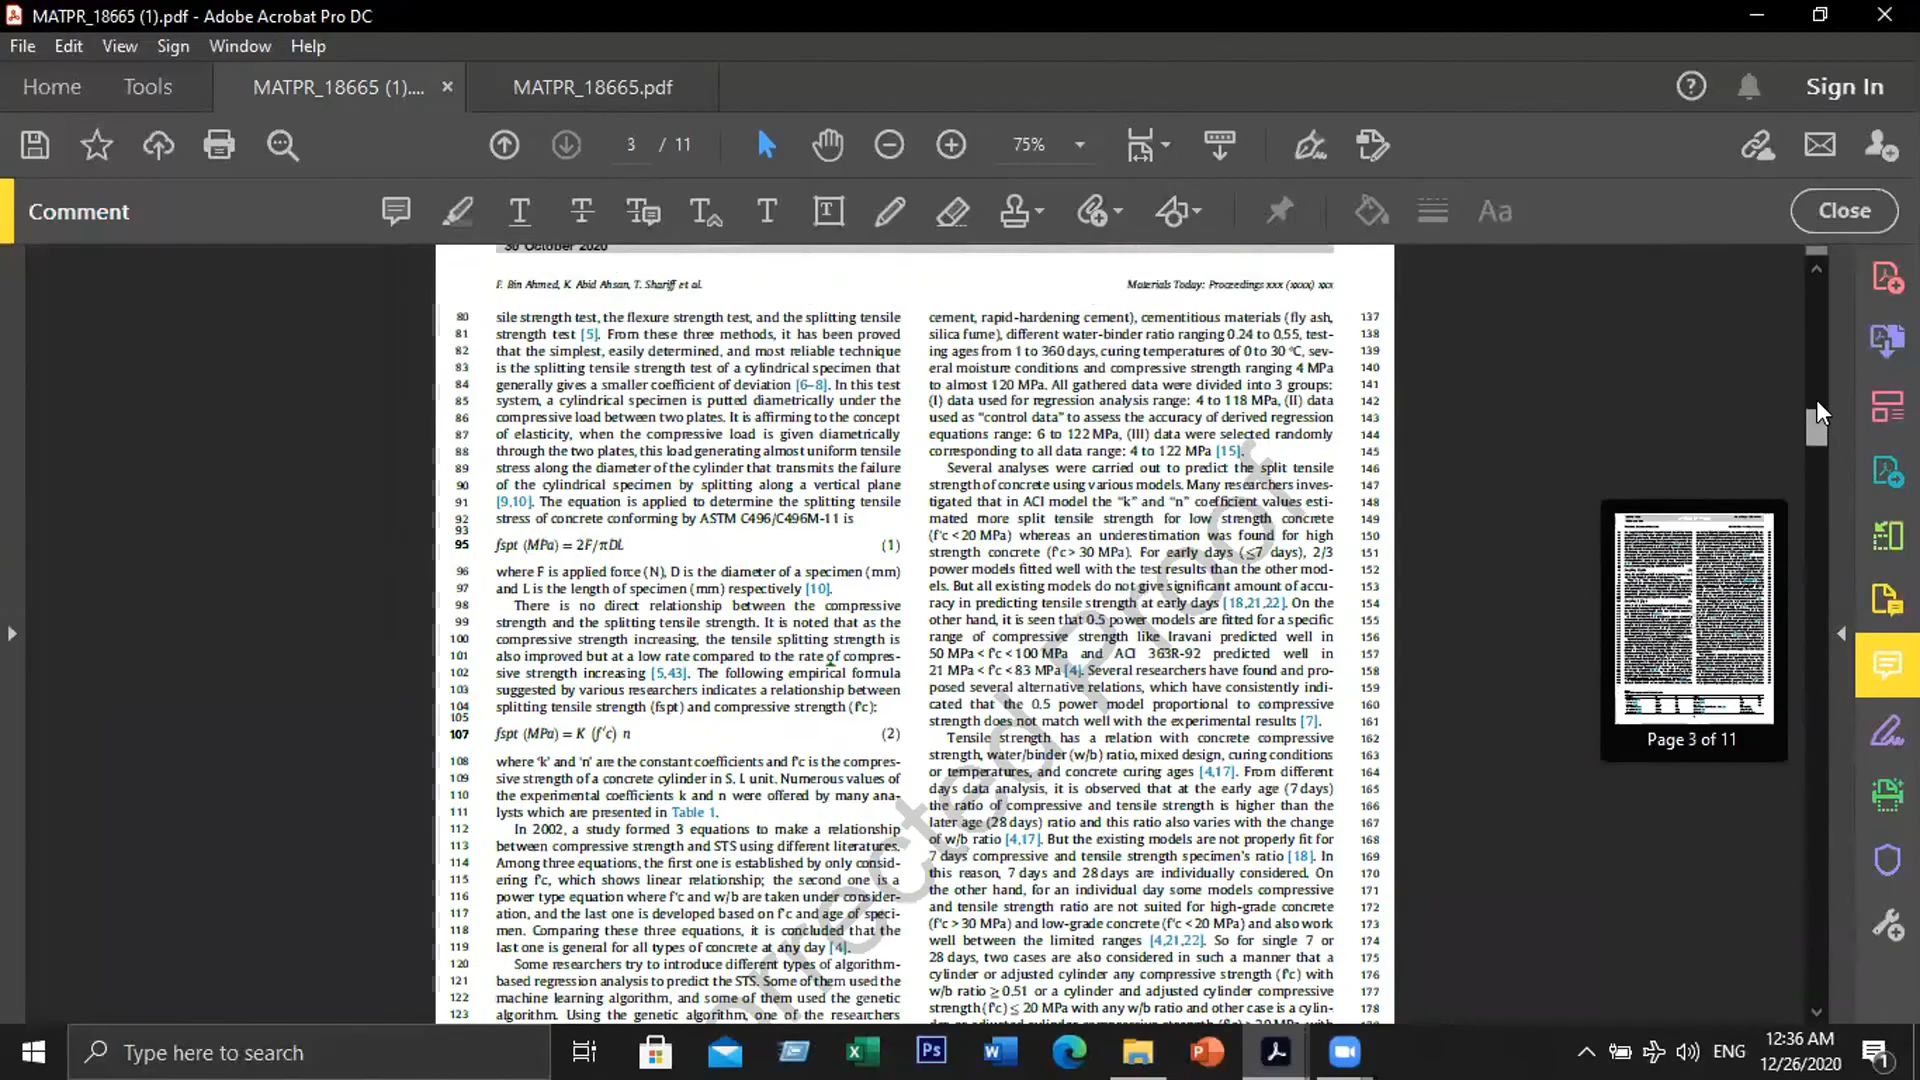 MATPR_18665 (1).pdf - Adobe Acrobat Pro DC
File Edit View Sign Window Help
Home Tools MATPR_18665 (1).... × MATPR_18665.pdf Sign In
3 / 11 75%
Comment Close
30 October 2020
F. Bin Ahmed, K. Abid Ahsan, T. Shariff et al. Materials Today: Proceedings xxx (xxxx) xxx
80 sile strength test, the flexure strength test, and the splitting tensile
81 strength test [5]. From these three methods, it has been proved
82 that the simplest, easily determined, and most reliable technique
83 is the splitting tensile strength test of a cylindrical specimen that
84 generally gives a smaller coefficient of deviation [6–8]. In this test
85 system, a cylindrical specimen is putted diametrically under the
86 compressive load between two plates. It is affirming to the concept
87 of elasticity, when the compressive load is given diametrically
88 through the two plates, this load generating almost uniform tensile
89 stress along the diameter of the cylinder that transmits the failure
90 of the cylindrical specimen by splitting along a vertical plane
91 [9,10]. The equation is applied to determine the splitting tensile
92 stress of concrete conforming by ASTM C496/C496M-11 is
93
95 fspt (MPa) = 2F/πDL (1)
96 where F is applied force (N), D is the diameter of a specimen (mm)
97 and L is the length of specimen (mm) respectively [10].
98 There is no direct relationship between the compressive
99 strength and the splitting tensile strength. It is noted that as the
100 compressive strength increasing, the tensile splitting strength is
101 also improved but at a low rate compared to the rate of compres-
102 sive strength increasing [5,43]. The following empirical formula
103 suggested by various researchers indicates a relationship between
104 splitting tensile strength (fspt) and compressive strength (f'c):
105
107 fspt (MPa) = K (f'c) n (2)
108 where 'k' and 'n' are the constant coefficients and f'c is the compres-
109 sive strength of a concrete cylinder in S. I. unit. Numerous values of
110 the experimental coefficients k and n were offered by many ana-
111 lysts which are presented in Table 1.
112 In 2002, a study formed 3 equations to make a relationship
113 between compressive strength and STS using different literatures.
114 Among three equations, the first one is established by only consid-
115 ering f'c, which shows linear relationship; the second one is a
116 power type equation where f'c and w/b are taken under consider-
117 ation, and the last one is developed based on f'c and age of speci-
118 men. Comparing these three equations, it is concluded that the
119 last one is general for all types of concrete at any day [4].
120 Some researchers try to introduce different types of algorithm-
121 based regression analysis to predict the STS. Some of them used the
122 machine learning algorithm, and some of them used the genetic
123 algorithm. Using the genetic algorithm, one of the researchers
cement, rapid-hardening cement), cementitious materials (fly ash, 137
silica fume), different water-binder ratio ranging 0.24 to 0.55, test- 138
ing ages from 1 to 360 days, curing temperatures of 0 to 30 °C, sev- 139
eral moisture conditions and compressive strength ranging 4 MPa 140
to almost 120 MPa. All gathered data were divided into 3 groups: 141
(I) data used for regression analysis range: 4 to 118 MPa, (II) data 142
used as "control data" to assess the accuracy of derived regression 143
equations range: 6 to 122 MPa, (III) data were selected randomly 144
corresponding to all data range: 4 to 122 MPa [15]. 145
Several analyses were carried out to predict the split tensile 146
strength of concrete using various models. Many researchers inves- 147
tigated that in ACI model the "k" and "n" coefficient values esti- 148
mated more split tensile strength for low strength concrete 149
(f'c < 20 MPa) whereas an underestimation was found for high 150
strength concrete (f'c > 30 MPa). For early days (≤7 days), 2/3 151
power models fitted well with the test results than the other mod- 152
els. But all existing models do not give significant amount of accu- 153
racy in predicting tensile strength at early days [18,21,22]. On the 154
other hand, it is seen that 0.5 power models are fitted for a specific 155
range of compressive strength like Iravani predicted well in 156
50 MPa < f'c < 100 MPa and ACI 363R-92 predicted well in 157
21 MPa < f'c < 83 MPa [4]. Several researchers have found and pro- 158
posed several alternative relations, which have consistently indi- 159
cated that the 0.5 power model proportional to compressive 160
strength does not match well with the experimental results [7]. 161
Tensile strength has a relation with concrete compressive 162
strength, water/binder (w/b) ratio, mixed design, curing conditions 163
or temperatures, and concrete curing ages [4,17]. From different 164
days data analysis, it is observed that at the early age (7 days) 165
the ratio of compressive and tensile strength is higher than the 166
later age (28 days) ratio and this ratio also varies with the change 167
of w/b ratio [4,17]. But the existing models are not properly fit for 168
7 days compressive and tensile strength specimen's ratio [18]. In 169
this reason, 7 days and 28 days are individually considered. On 170
the other hand, for an individual day some models compressive 171
and tensile strength ratio are not suited for high-grade concrete 172
(f'c > 30 MPa) and low-grade concrete (f'c < 20 MPa) and also work 173
well between the limited ranges [4,21,22]. So for single 7 or 174
28 days, two cases are also considered in such a manner that a 175
cylinder or adjusted cylinder any compressive strength (f'c) with 176
w/b ratio ≥ 0.51 or a cylinder and adjusted cylinder compressive 177
strength (f'c) ≤ 20 MPa with any w/b ratio and other case is a cylin- 178
orrected Proof
Page 3 of 11
Type here to search
ENG
12:36 AM
12/26/2020
1